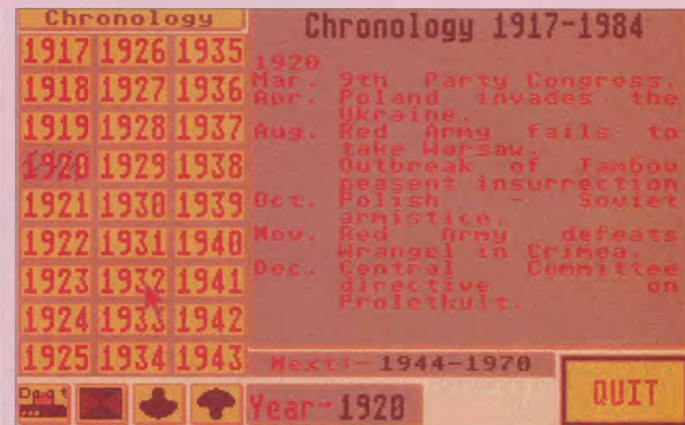 Chronology
Chronology 1917-1984
1917 1926 1935
1918 1927 1936
1919 1928 1937
1920 1929 1938
1921 1930 1939
1922 1931 1940
1923 1932 1941
1924 1933 1942
1925 1934 1943
1920
Mar. 9th Party Congress.
Apr. Poland invades the
Ukraine.
Aug. Red Army fails to
take Warsaw.
Outbreak of Tambov
peasent insurrection
Oct. Polish - Soviet
armistice.
Nov. Red Army defeats
Wrangel in Crimea.
Dec. Central Committee
directive on
Proletkult.
Next:- 1944-1970
Year- 1920
QUIT